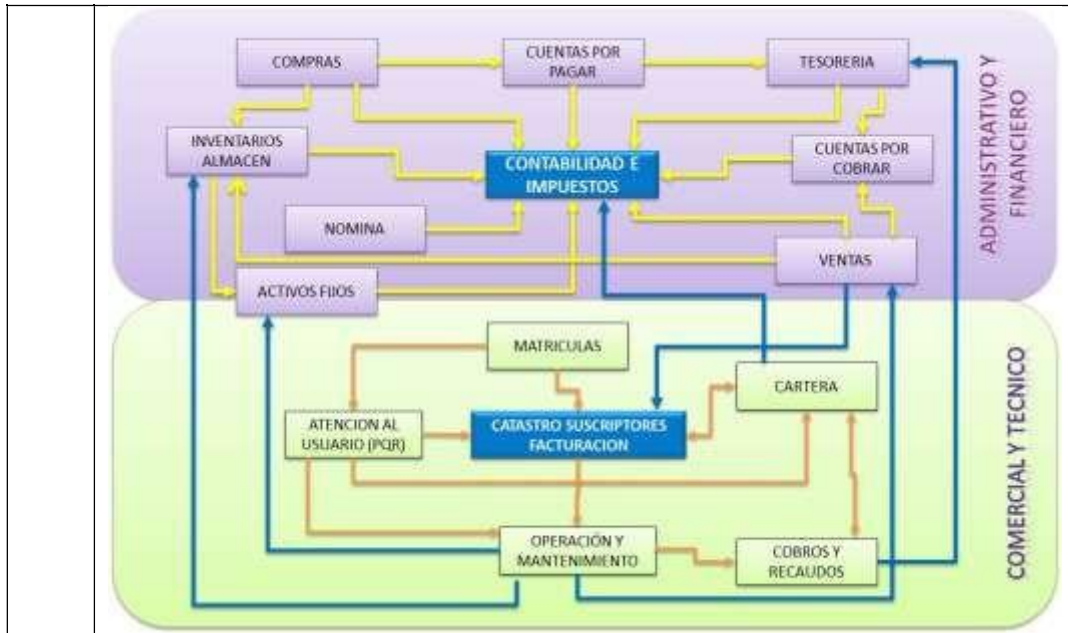 COMPRAS
CUENTAS POR
PAGAR
TESORERIA
INVENTARIOS
ALMACEN
CONTABILIDAD E
IMPUESTOS
CUENTAS POR
COBRAR
NOMINA
VENTAS
ACTIVOS FIJOS
ADMINISTRATIVO Y
FINANCIERO
MATRICULAS
CARTERA
ATENCION AL
USUARIO (PQR)
CATASTRO SUSCRIPTORES
FACTURACION
OPERACIÓN Y
MANTENIMIENTO
COBROS Y
RECAUDOS
COMERCIAL Y TECNICO